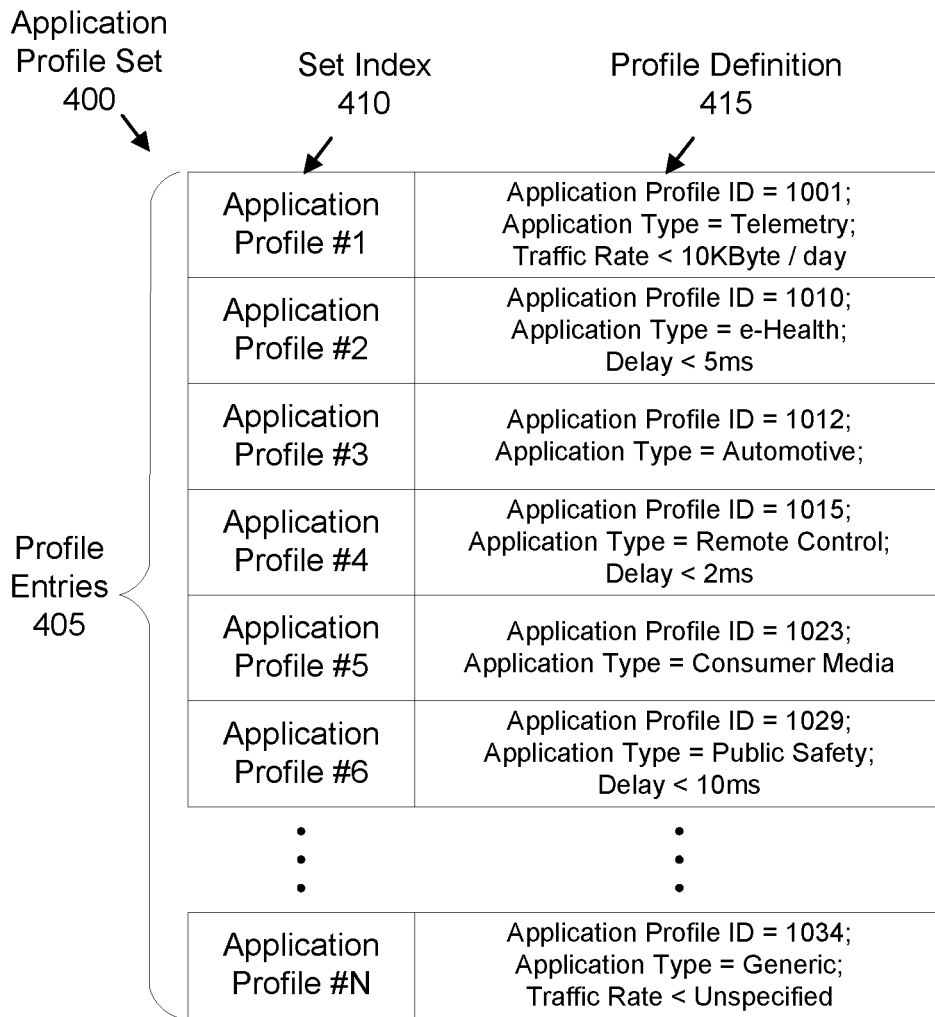 Application
Profile Set
400
Set Index
410
Profile Definition
415
Application
Profile #1
Application Profile ID = 1001;
Application Type = Telemetry;
Traffic Rate < 10KByte / day
Application
Profile #2
Application Profile ID = 1010;
Application Type = e-Health;
Delay < 5ms
Application
Profile #3
Application Profile ID = 1012;
Application Type = Automotive;
Application
Profile #4
Application Profile ID = 1015;
Application Type = Remote Control;
Delay < 2ms
Profile
Entries
405
Application
Profile #5
Application Profile ID = 1023;
Application Type = Consumer Media
Application
Profile #6
Application Profile ID = 1029;
Application Type = Public Safety;
Delay < 10ms
Application
Profile #N
Application Profile ID = 1034;
Application Type = Generic;
Traffic Rate < Unspecified